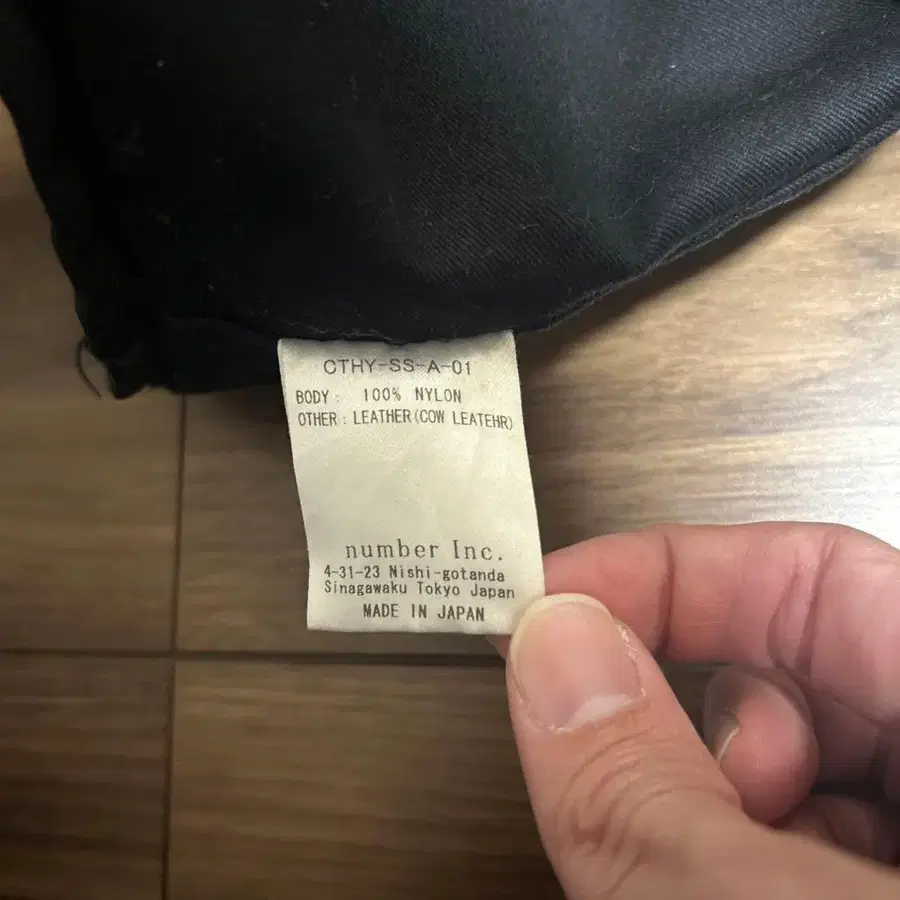 CTHY-SS-A-01
BODY: 100% NYLON
OTHER: LEATHER(COW LEATEHR)
number Inc.
4-31-23 Nishi-gotanda
Sinagawaku Tokyo Japan
MADE IN JAPAN